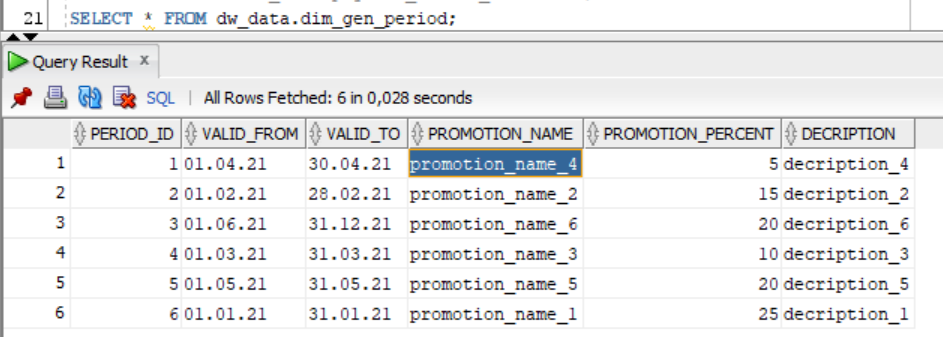 21 SELECT * FROM dw_data.dim_gen_period;
Query Result x
SQL | All Rows Fetched: 6 in 0,028 seconds
PERIOD_ID VALID_FROM VALID_TO PROMOTION_NAME PROMOTION_PERCENT DECRIPTION
1 1 01.04.21 30.04.21 promotion_name_4 5 decription_4
2 2 01.02.21 28.02.21 promotion_name_2 15 decription_2
3 3 01.06.21 31.12.21 promotion_name_6 20 decription_6
4 4 01.03.21 31.03.21 promotion_name_3 10 decription_3
5 5 01.05.21 31.05.21 promotion_name_5 20 decription_5
6 6 01.01.21 31.01.21 promotion_name_1 25 decription_1